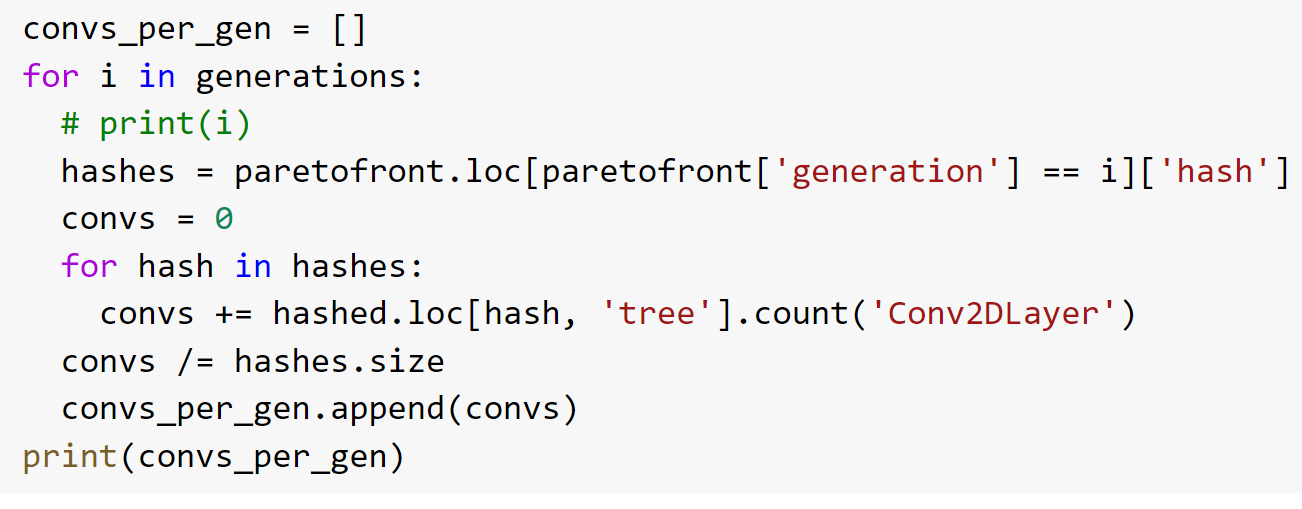 convs_per_gen = []
for i in generations:
  # print(i)
  hashes = paretofront.loc[paretofront['generation'] == i]['hash']
  convs = 0
  for hash in hashes:
    convs += hashed.loc[hash, 'tree'].count('Conv2DLayer')
  convs /= hashes.size
  convs_per_gen.append(convs)
print(convs_per_gen)